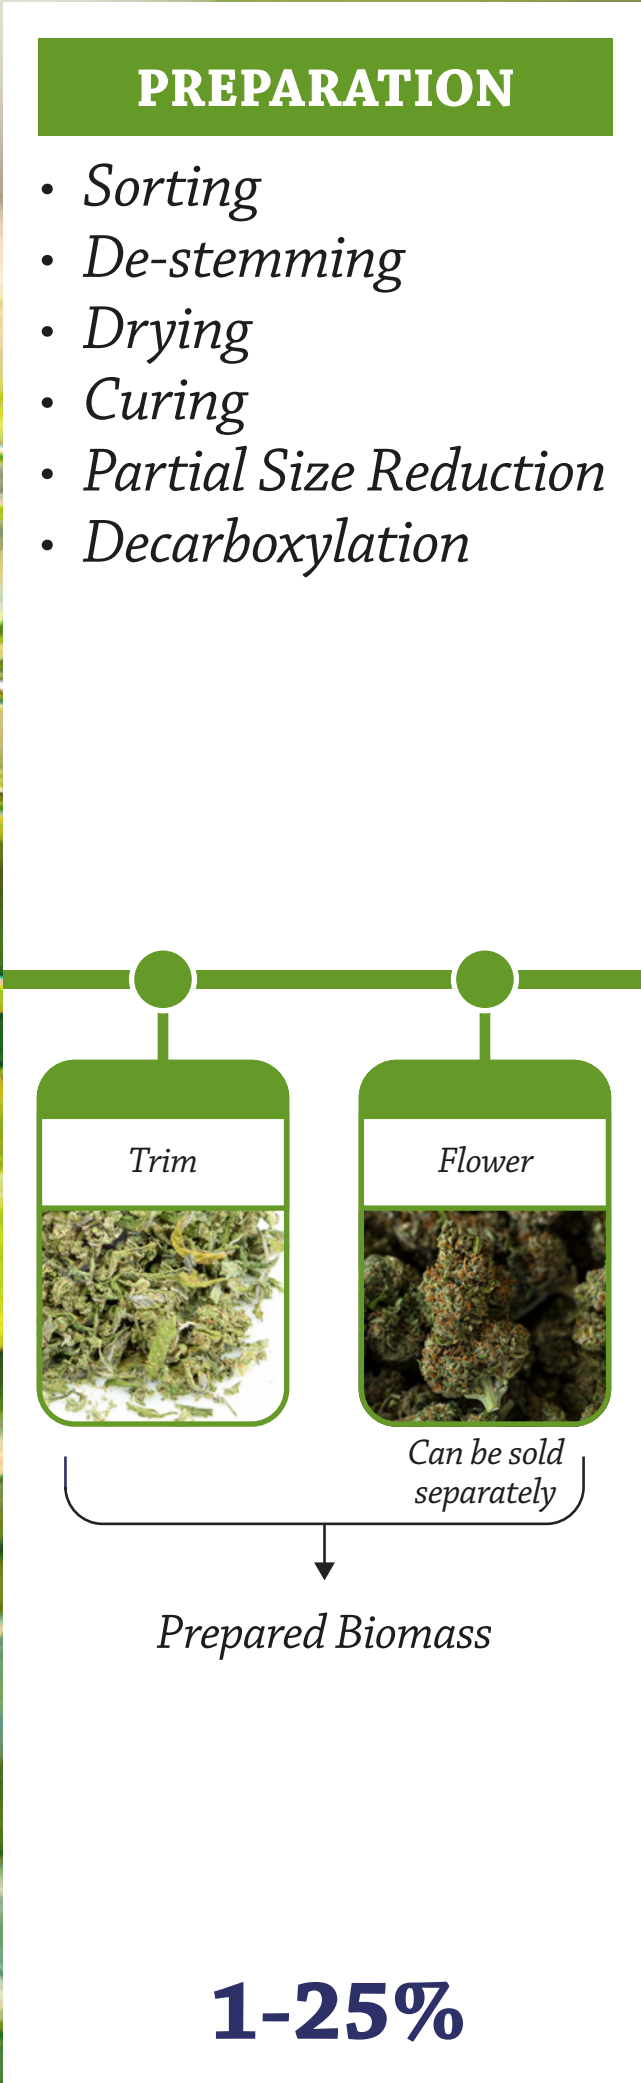 PREPARATION
• Sorting
• De-stemming
• Drying
• Curing
• Partial Size Reduction
• Decarboxylation
Trim
Flower
Can be sold
separately
Prepared Biomass
1-25%